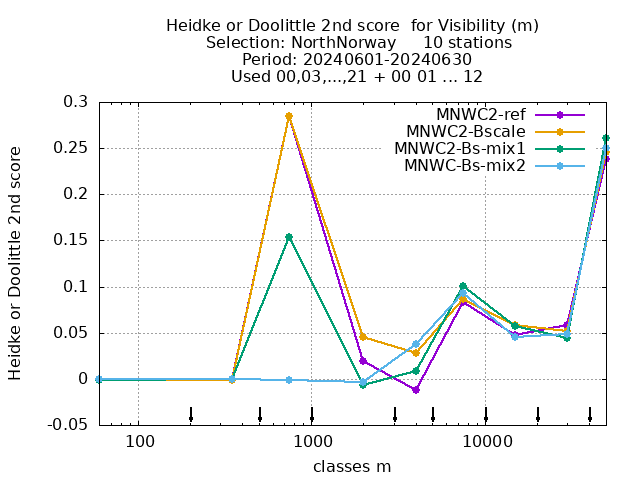 Heidke or Doolittle 2nd score  for Visibility (m)
Selection: NorthNorway     10 stations
Period: 20240601-20240630
Used 00,03,...,21 + 00 01 ... 12
MNWC2-ref
MNWC2-Bscale
MNWC2-Bs-mix1
MNWC-Bs-mix2
Heidke or Doolittle 2nd score
0.3
0.25
0.2
0.15
0.1
0.05
0
-0.05
100
1000
10000
classes m